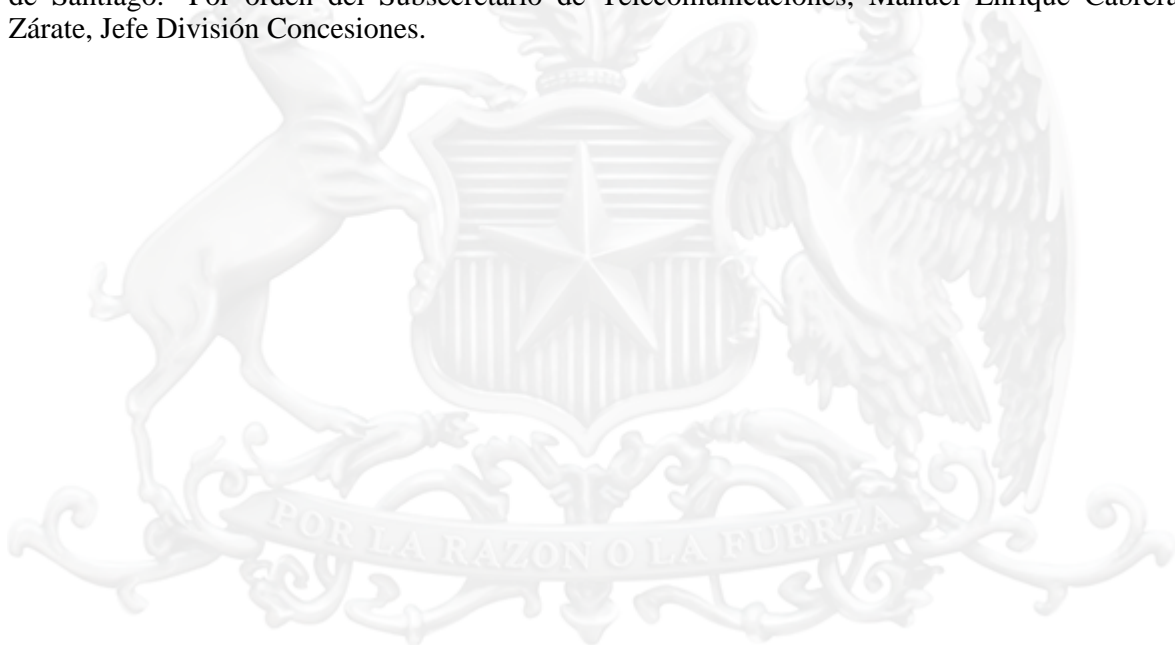 de Santiago.- Por orden del Subsecretario de Telecomunicaciones, Manuel Enrique Cabrera
Zárate, Jefe División Concesiones.
POR LA RAZON O LA FUERZA